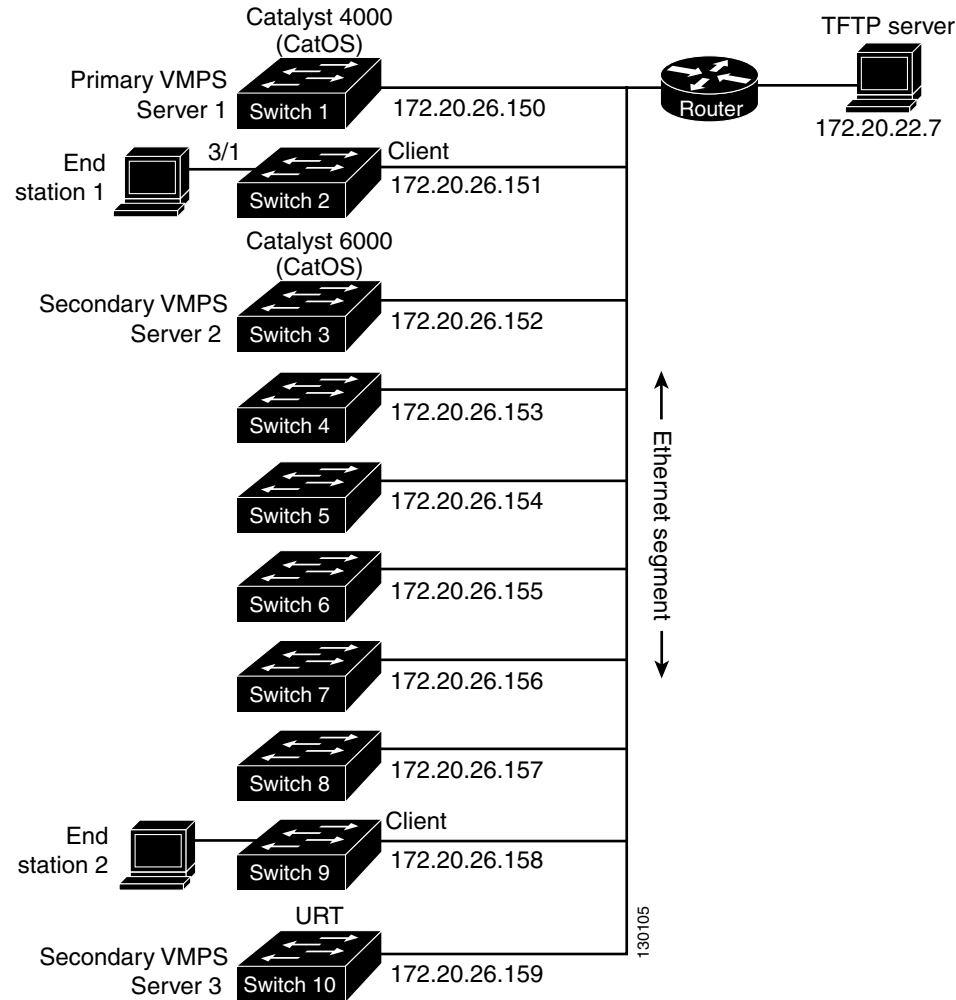 Catalyst 4000
(CatOS)
TFTP server
Primary VMPS
Server 1
Switch 1
172.20.26.150
Router
172.20.22.7
End
station 1
3/1
Client
Switch 2
172.20.26.151
Catalyst 6000
(CatOS)
Secondary VMPS
Server 2
Switch 3
172.20.26.152
Switch 4
172.20.26.153
Ethernet segment
Switch 5
172.20.26.154
Switch 6
172.20.26.155
Switch 7
172.20.26.156
Switch 8
172.20.26.157
End
station 2
Client
Switch 9
172.20.26.158
URT
Secondary VMPS
Server 3
Switch 10
172.20.26.159
130105